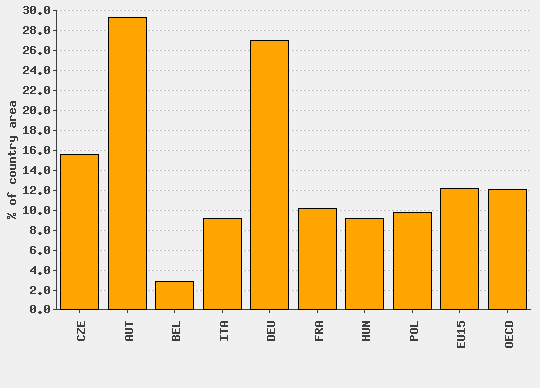 30.0
28.0
26.0
24.0
22.0
20.0
18.0
16.0
14.0
12.0
10.0
8.0
6.0
4.0
2.0
0.0
% of country area
CZE
AUT
BEL
ITA
DEU
FRA
HUN
POL
EU15
OECD